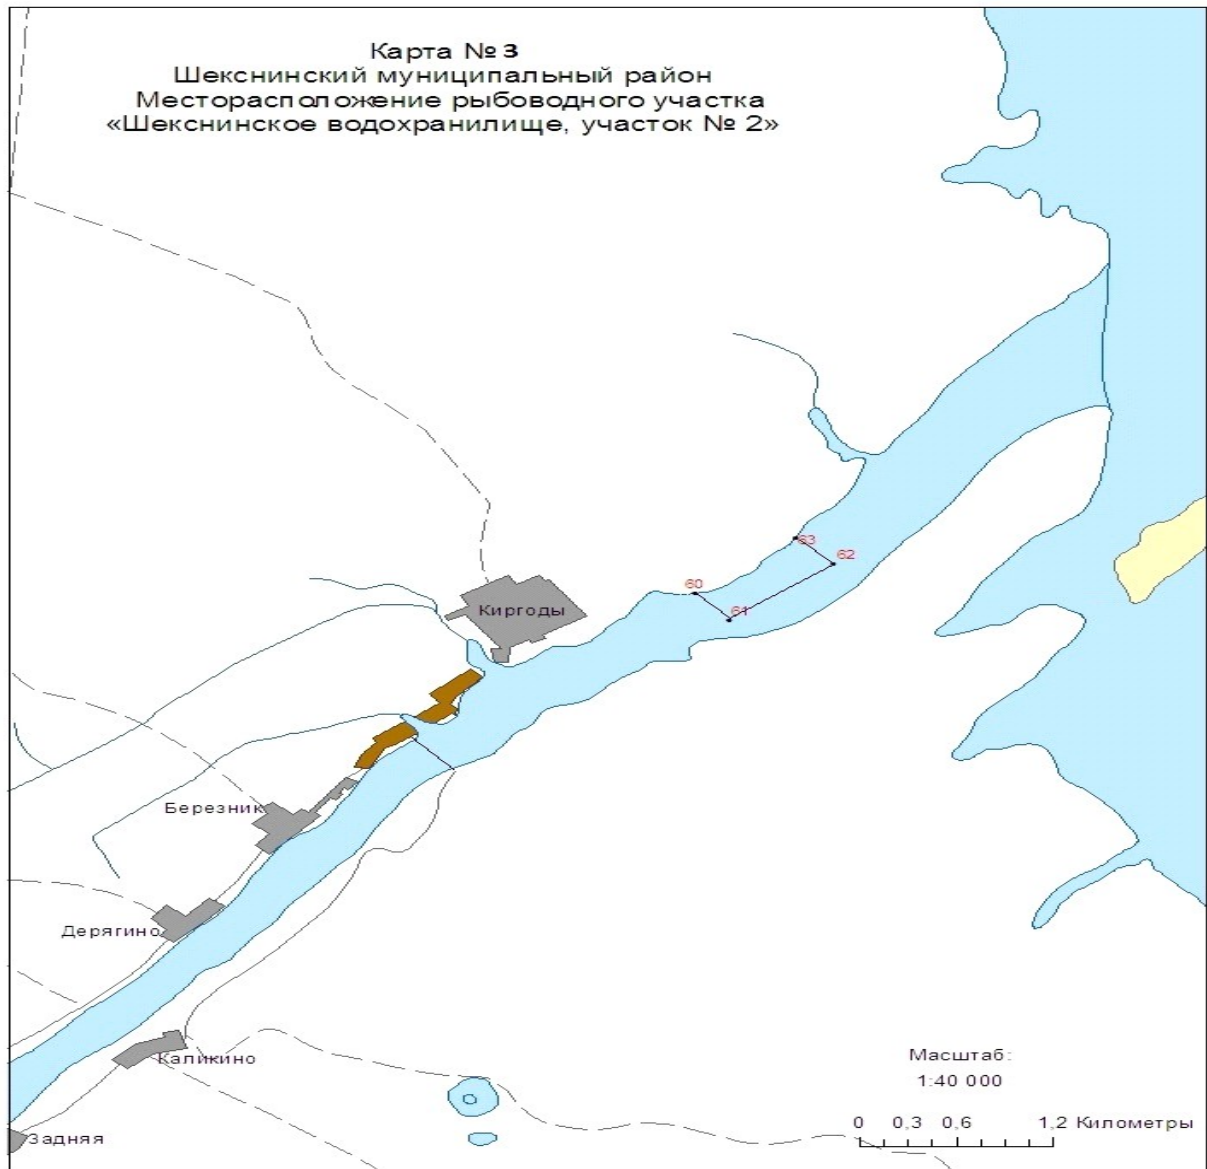 Карта № 3
Шекснинский муниципальный район
Месторасположение рыбоводного участка
«Шекснинское водохранилище, участок № 2»
63
62
60
61
Киргоды
Березник
Дерягино
Каликино
Задняя
Масштаб:
1:40 000
0 0,3 0,6 1,2 Километры